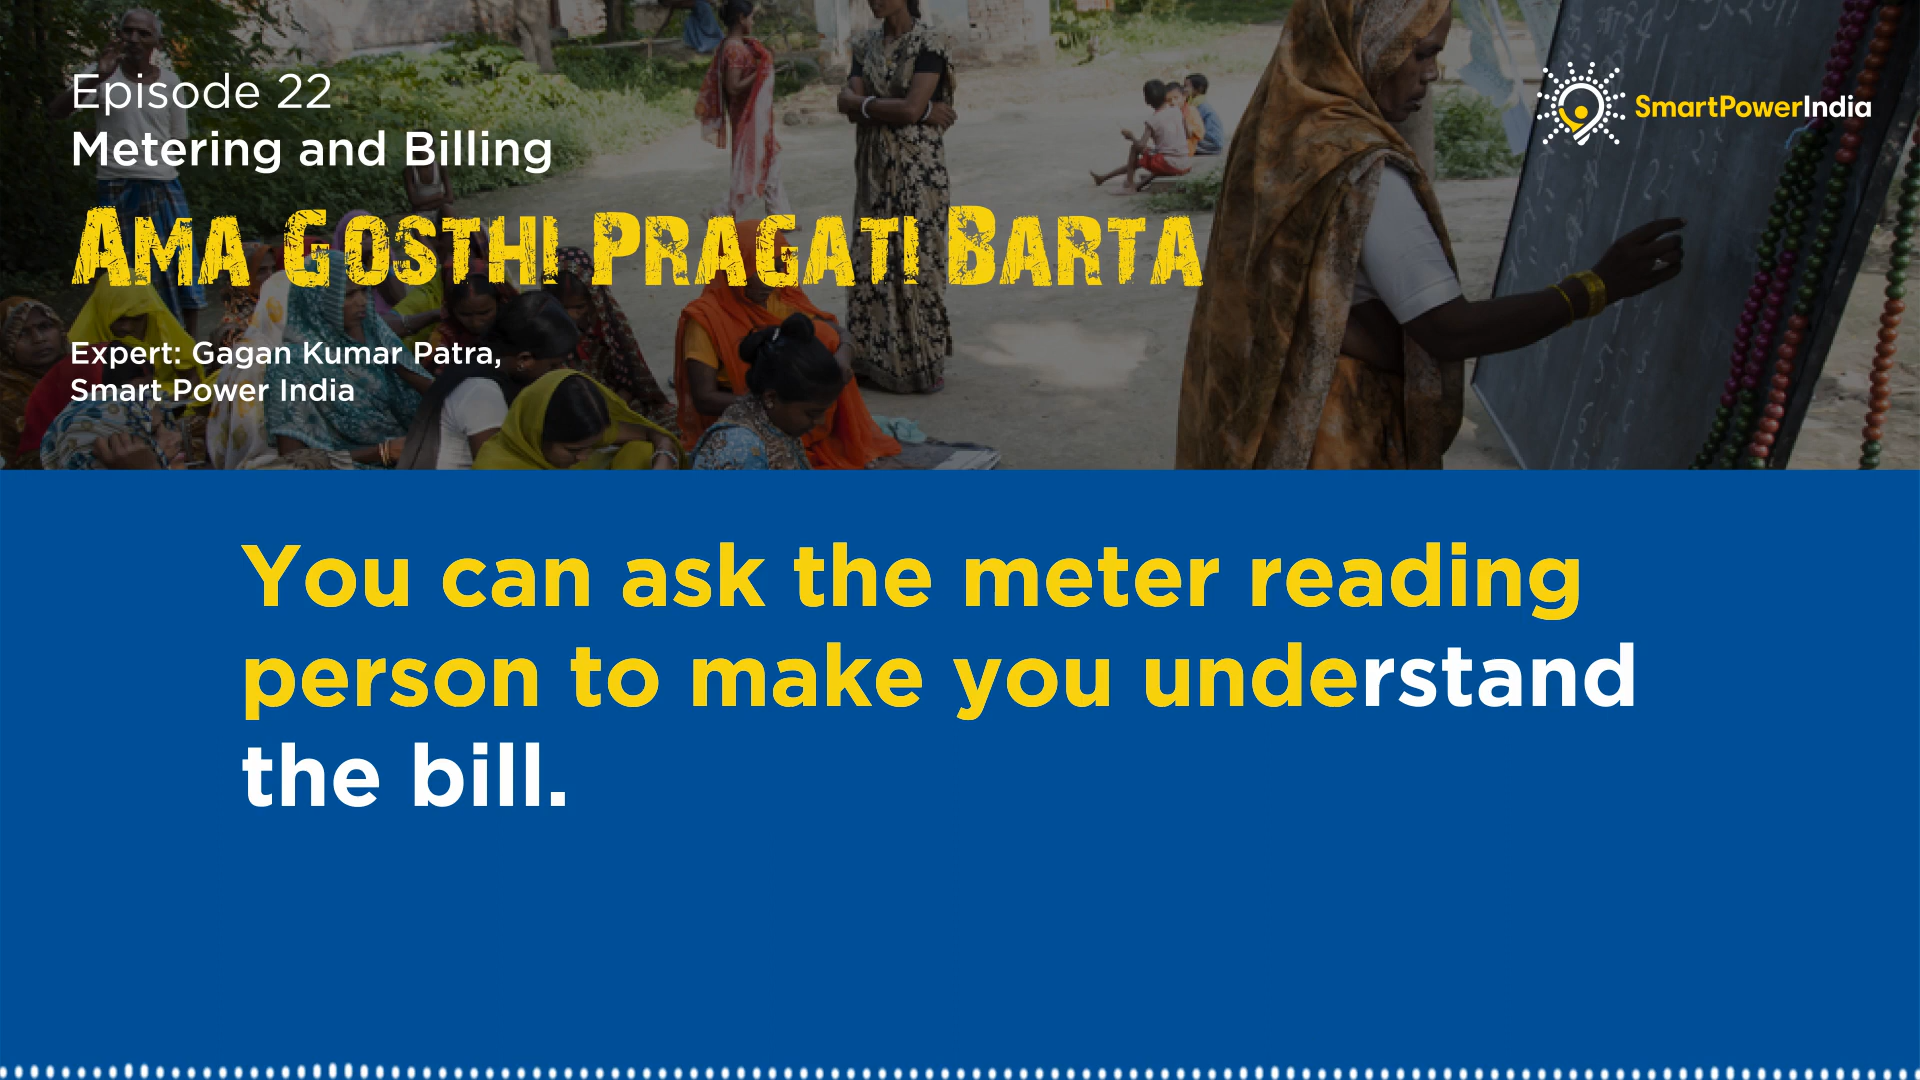 Episode 22
Metering and Billing
AMA GOSTHI PRAGATI BARTA
Expert: Gagan Kumar Patra,
Smart Power India
SmartPowerIndia
You can ask the meter reading
person to make you understand
the bill.